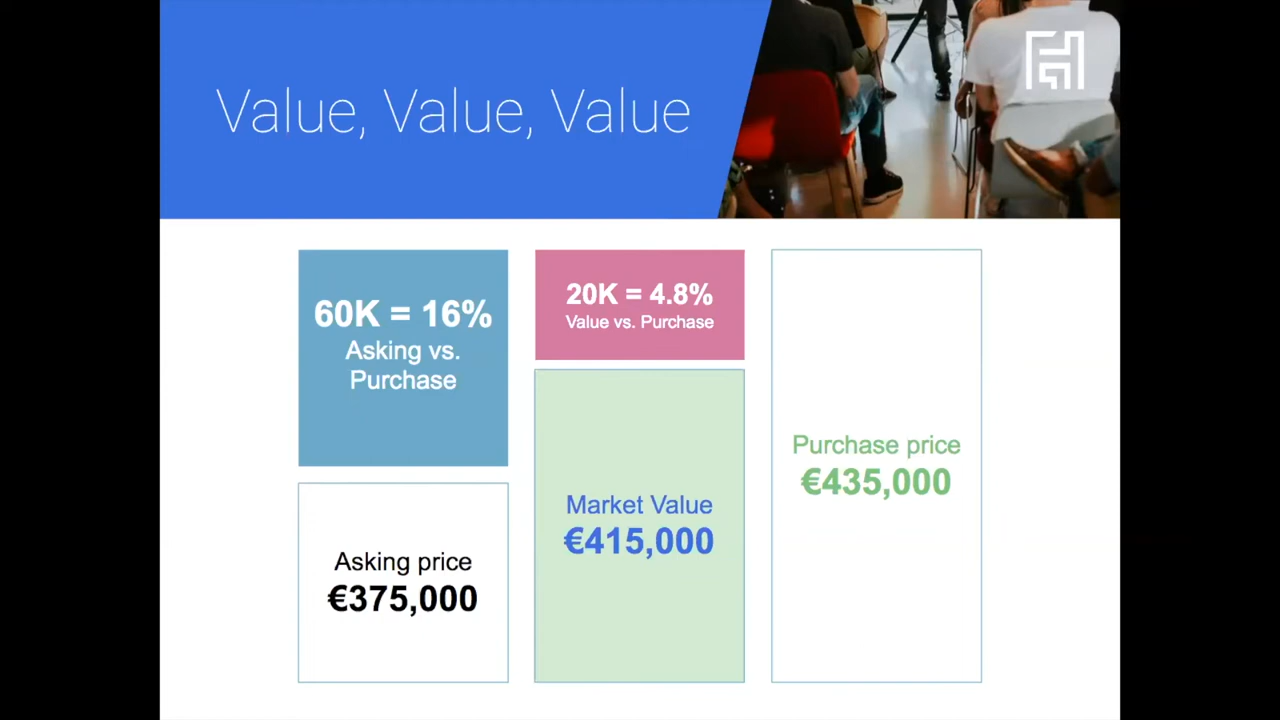 Value, Value, Value
60K = 16%
Asking vs.
Purchase
Asking price
€375,000
20K = 4.8%
Value vs. Purchase
Market Value
€415,000
Purchase price
€435,000